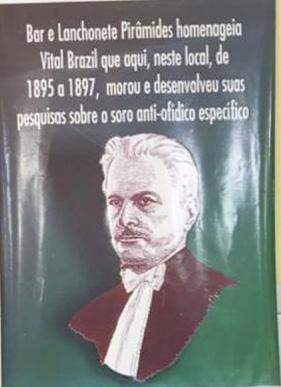 Bar e Lanchonete Pirâmides homenageia
Vital Brazil que aqui, neste local, de
1895 a 1897, morou e desenvolveu suas
pesquisas sobre o soro anti-ofídico específico